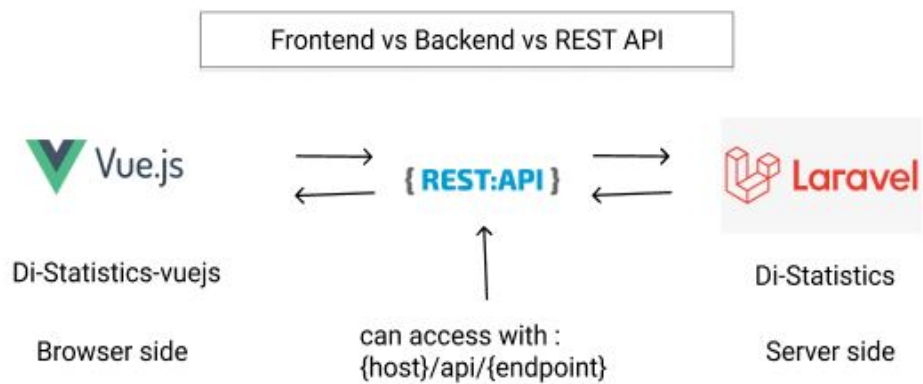 Frontend vs Backend vs REST API
Vue.js
{ REST:API }
Laravel
Di-Statistics-vuejs
Di-Statistics
can access with :
{host}/api/{endpoint}
Browser side
Server side